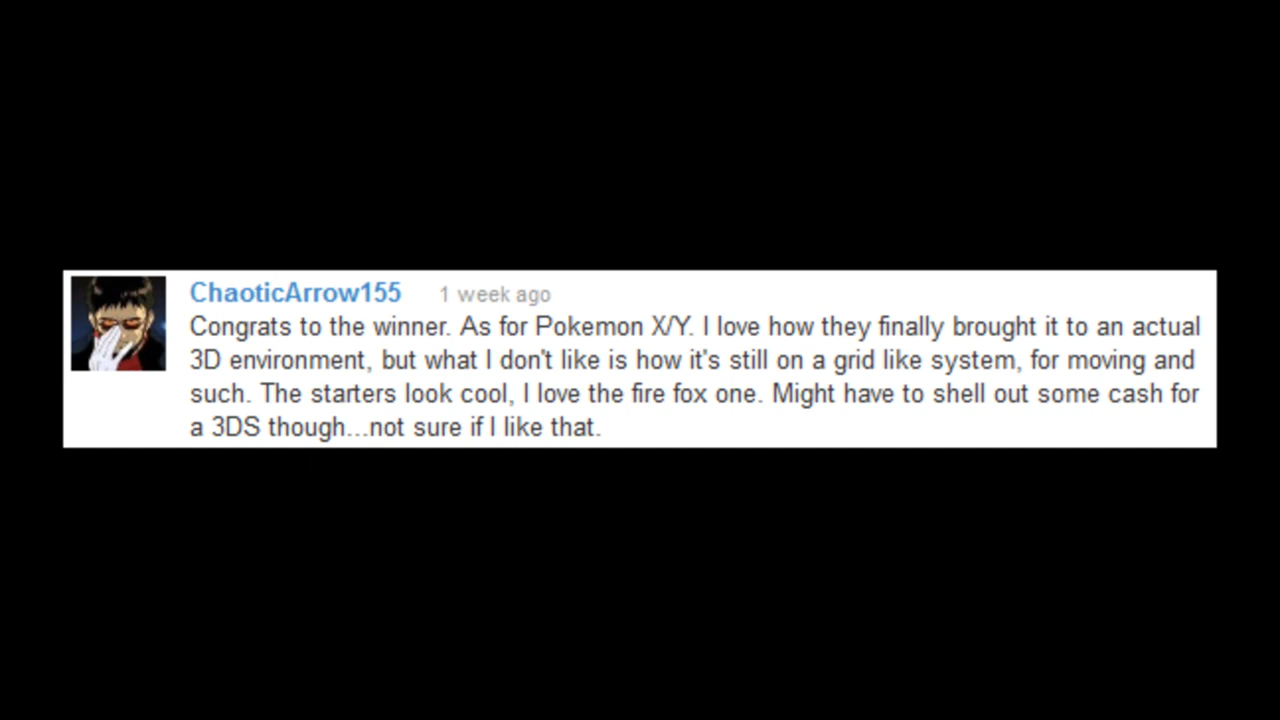 ChaoticArrow155 1 week ago
Congrats to the winner. As for Pokemon X/Y. I love how they finally brought it to an actual
3D environment, but what I don't like is how it's still on a grid like system, for moving and
such. The starters look cool, I love the fire fox one. Might have to shell out some cash for
a 3DS though...not sure if I like that.